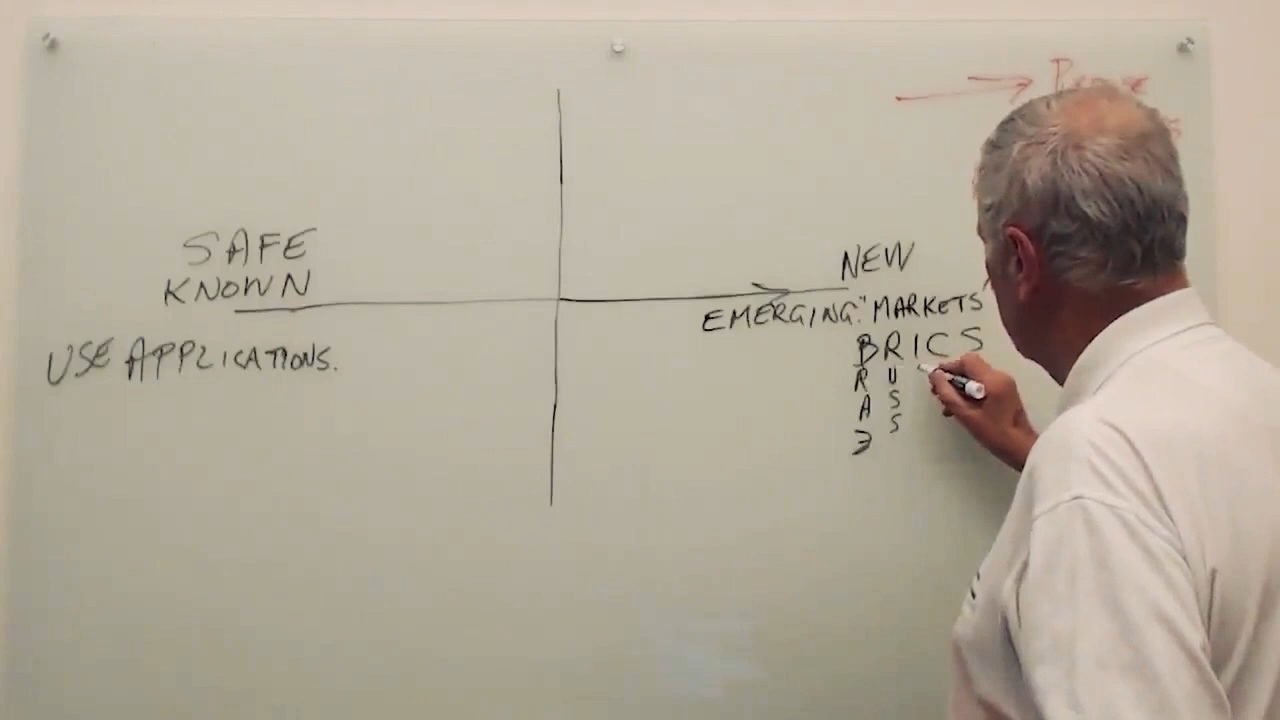 SAFE
KNOWN
USE APPLICATIONS.
NEW
EMERGING "MARKETS"
BRICS
R U
A S
Z S